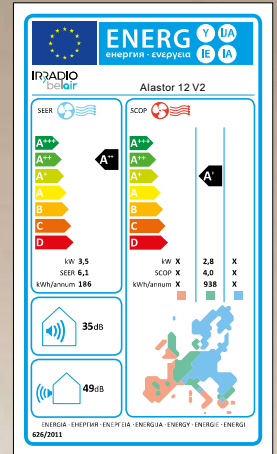 ENERG Y UA
енергия · ενεργεια IE IA
IRRADIO
belair
Alastor 12 V2
SEER
SCOP
A+++
A++
A+
A
B
C
D
A++
A+++
A++
A+
A
B
C
D
A+
kW 3,5
SEER 6,1
kWh/annum 186
kW X 2,8 X
SCOP X 4,0 X
kWh/annum X 938 X
35dB
49dB
ENERGIA · ЕНЕРГИЯ · ΕΝΕΡΓΕΙΑ · ENERGIJA · ENERGY · ENERGIE · ENERGI
626/2011